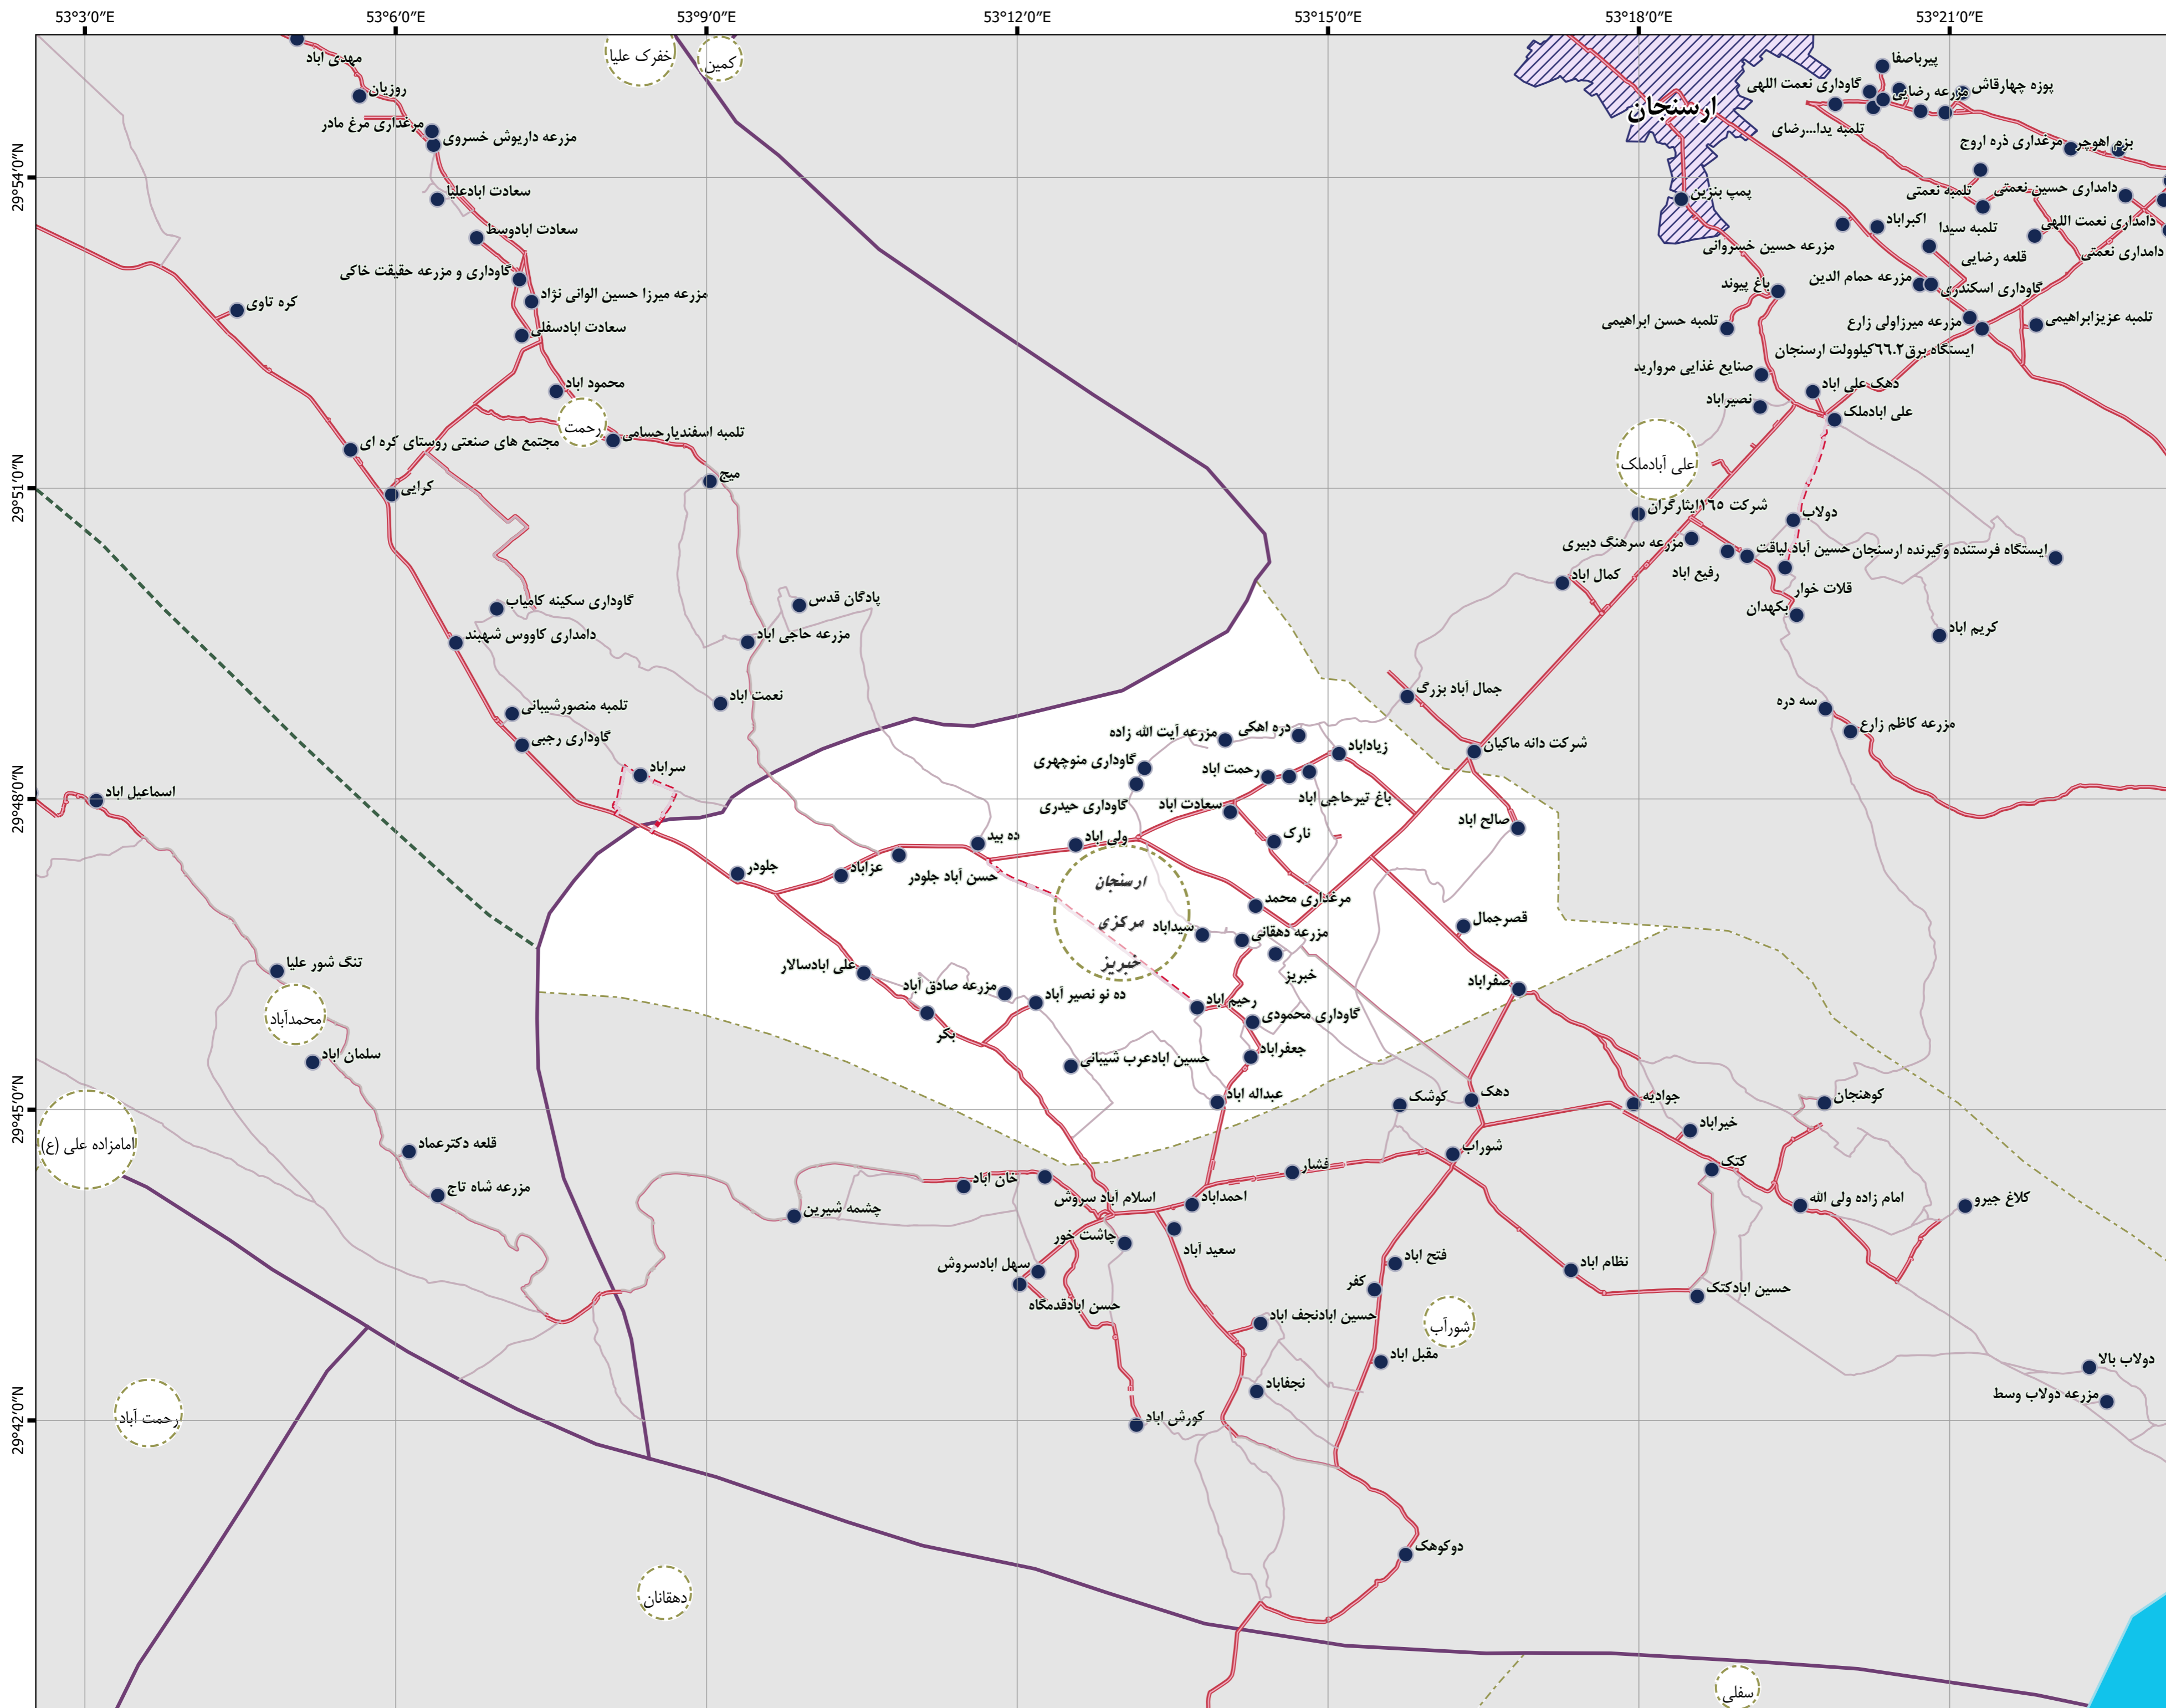 53°3'0"E
53°6'0"E
53°9'0"E
53°12'0"E
53°15'0"E
53°18'0"E
53°21'0"E
29°54'0"N
29°51'0"N
29°48'0"N
29°45'0"N
29°42'0"N
مهدی آباد
خفرک علیا
کمین
پیرباصفا
روزیان
گاوداری نعمت اللهی
مزرعه رضایی
پوزه چهارقاش
ارسنجان
مرغداری مرغ مادر
مزرعه داریوش خسروی
تلمبه یدا...رضای
مرغداری ذره اروج
بزم اهوچر
سعادت ابادعلیا
پمپ بنزین
تلمبه نعمتی
دامداری حسین نعمتی
سعادت ابادوسط
اکبراباد
تلمبه سیدا
دامداری نعمت اللهی
مزرعه حسین خسروانی
قلعه رضایی
دامداری نعمتی
گاوداری و مزرعه حقیقت خاکی
باغ پیوند
مزرعه حمام الدین
گاوداری اسکندری
مزرعه میرزا حسین الوانی نژاد
کره تاوی
سعادت ابادسفلی
تلمبه حسن ابراهیمی
مزرعه میرزاولی زارع
تلمبه عزیزابراهیمی
ایستگاه برق٦٦.٢کیلوولت ارسنجان
صنایع غذایی مروارید
محمود اباد
دهک علی اباد
نصیراباد
علی ابادملک
رحمت
تلمبه اسفندیارحسامی
مجتمع های صنعتی روستای کره ای
علی آبادملک
میج
کرایی
شرکت ١٦٥ایثارگران
دولاب
مزرعه سرهنگ دبیری
حسین آباد لیاقت
ایستگاه فرستنده وگیرنده ارسنجان
رفیع اباد
کمال اباد
قلات خوار
بکهدان
گاوداری سکینه کامیاب
پادگان قدس
دامداری کاووس شهبند
مزرعه حاجی اباد
کریم اباد
نعمت اباد
جمال آباد بزرگ
تلمبه منصورشیبانی
سه دره
مزرعه کاظم زارع
گاوداری رجبی
مزرعه آیت الله زاده
دره اهکی
زیاداباد
شرکت دانه ماکیان
گاوداری منوچهری
رحمت اباد
سراباد
اسماعیل اباد
گاوداری حیدری
سعادت اباد
باغ تیرحاجی اباد
صالح اباد
ده بید
ولی اباد
نارک
جلودر
عزاباد
حسن آباد جلودر
ارسنجان
مرکزی
خبریز
مرغداری محمد
قصرجمال
سیداباد
مزرعه دهقانی
تنگ شور علیا
علی ابادسالار
خبریز
صفراباد
مزرعه صادق آباد
ده نو نصیر آباد
رحیم اباد
گاوداری محمودی
محمدآباد
بکر
سلمان اباد
حسین ابادعرب شیبانی
جعفراباد
عبداله اباد
کوشک
دهک
جوادیه
کوهنجان
خیراباد
امامزاده علی (ع)
قلعه دکترعماد
شوراب
کتک
فشار
مزرعه شاه تاج
خان اباد
اسلام آباد سروش
احمداباد
امام زاده ولی الله
کلاغ جیرو
چشمه شیرین
چاشت خور
سعید آباد
فتح اباد
نظام اباد
سهل ابادسروش
کفر
حسین ابادکتک
حسن ابادقدمگاه
حسین ابادنجف اباد
شورآب
مقبل اباد
دولاب بالا
نجفاباد
مزرعه دولاب وسط
رحمت آباد
کورش اباد
دوکوهک
دهقانان
سفلی